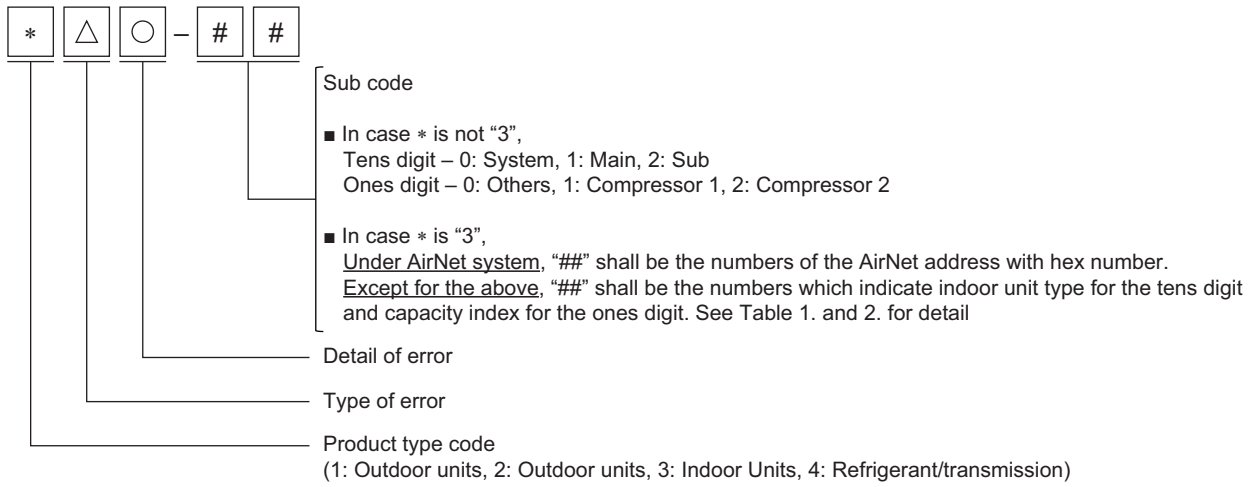 * △ ○ – # #
Sub code
■ In case * is not “3”,
Tens digit – 0: System, 1: Main, 2: Sub
Ones digit – 0: Others, 1: Compressor 1, 2: Compressor 2
■ In case * is “3”,
Under AirNet system, “##” shall be the numbers of the AirNet address with hex number.
Except for the above, “##” shall be the numbers which indicate indoor unit type for the tens digit
and capacity index for the ones digit. See Table 1. and 2. for detail
Detail of error
Type of error
Product type code
(1: Outdoor units, 2: Outdoor units, 3: Indoor Units, 4: Refrigerant/transmission)